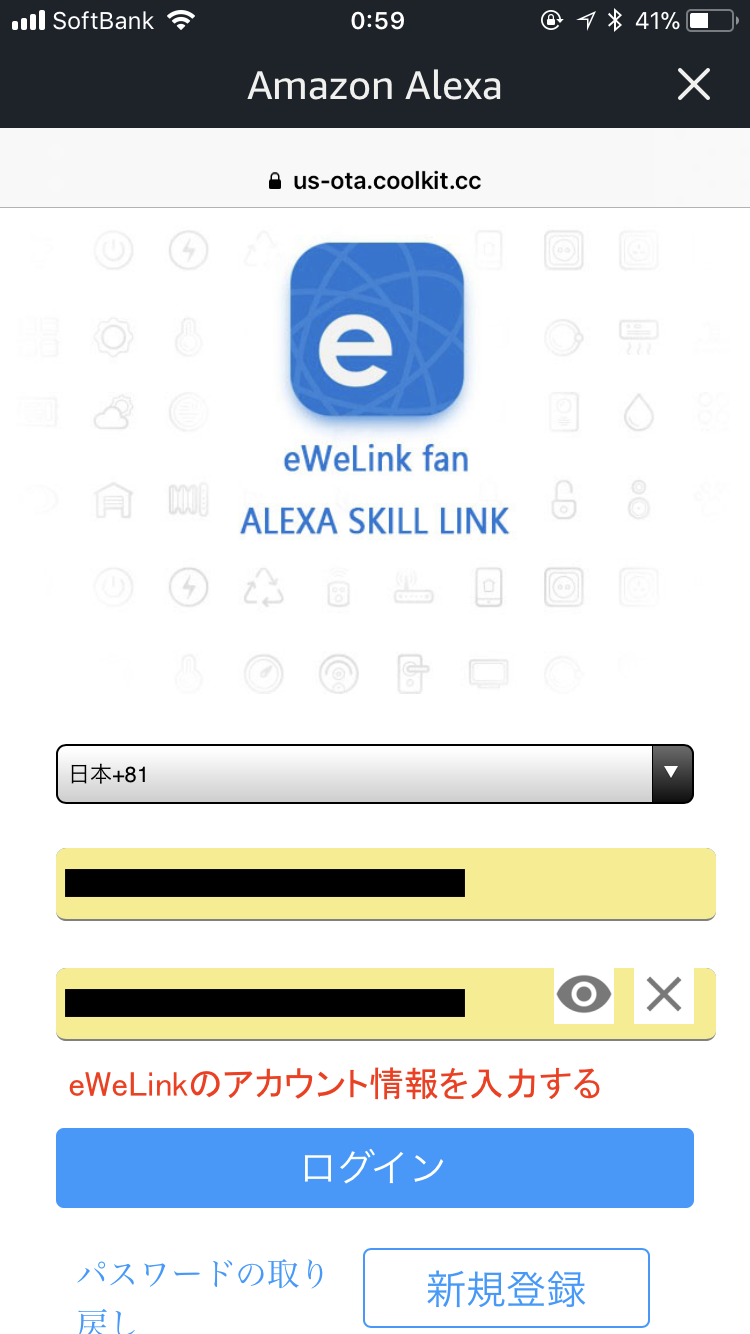 SoftBank 0:59 41%
Amazon Alexa
us-ota.coolkit.cc
e
eWeLink fan
ALEXA SKILL LINK
日本+81
eWeLinkのアカウント情報を入力する
ログイン
パスワードの取り
戻し
新規登録